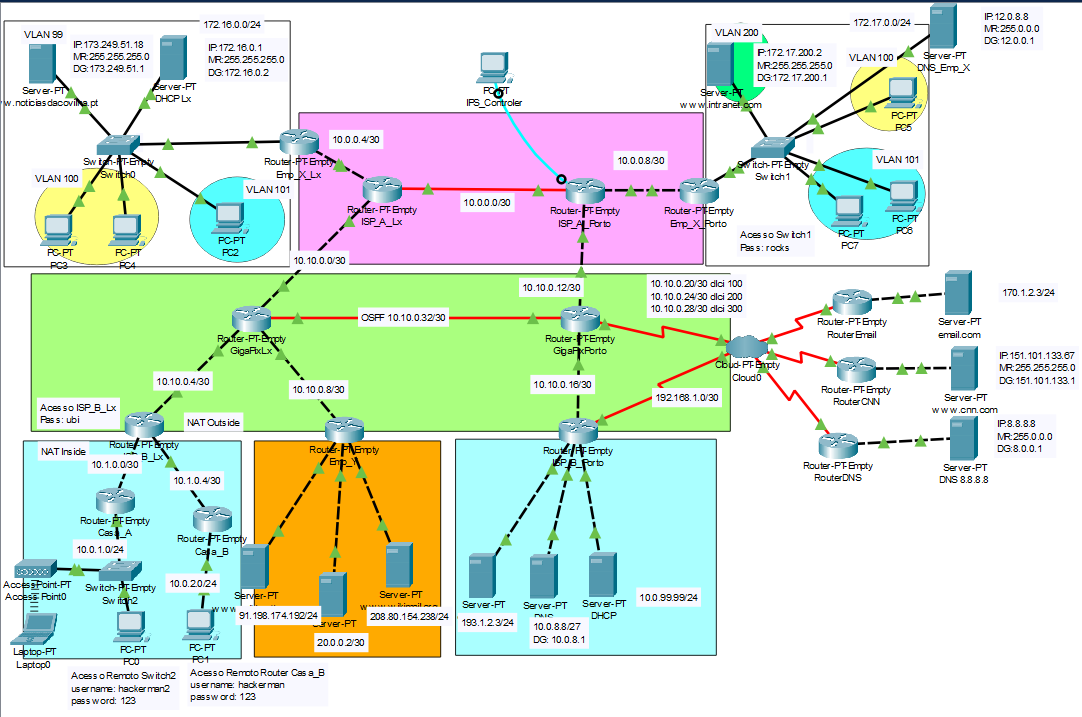 172.16.0.0/24
VLAN 99
IP:173.249.51.18
MR:255.255.255.0
DG:173.249.51.1
IP:172.16.0.1
MR:255.255.255.0
DG:172.16.0.2
Server-PT
w.noticiasdacovilha.pt
Server-PT
DHCP Lx
Switch-PT-Empty
Switch0
VLAN 100
VLAN 101
PC-PT
PC3
PC-PT
PC4
PC-PT
PC2
Router-PT-Empty
Emp_X_Lx
10.0.0.4/30
PC-PT
IPS_Controler
Router-PT-Empty
ISP_A_Lx
10.0.0.0/30
10.0.0.8/30
Router-PT-Empty
ISP_A_Porto
Router-PT-Empty
Emp_X_Porto
172.17.0.0/24
VLAN 200
IP:172.17.200.2
MR:255.255.255.0
DG:172.17.200.1
Server-PT
www.intranet.com
IP:12.0.8.8
MR:255.0.0.0
DG:12.0.0.1
Server-PT
DNS_Emp_X
VLAN 100
PC-PT
PC5
Switch-PT-Empty
Switch1
VLAN 101
PC-PT
PC6
PC-PT
PC7
Acesso Switch1
Pass: rocks
10.10.0.0/30
10.10.0.12/30
10.10.0.20/30 dlci 100
10.10.0.24/30 dlci 200
10.10.0.28/30 dlci 300
Router-PT-Empty
GigaPixLx
OSPF 10.10.0.32/30
Router-PT-Empty
GigaPixPorto
Cloud-PT-Empty
Cloud0
Router-PT-Empty
RouterEmail
Server-PT
email.com
170.1.2.3/24
10.10.0.4/30
10.10.0.8/30
10.10.0.16/30
192.168.1.0/30
Router-PT-Empty
RouterCNN
Server-PT
www.cnn.com
IP:151.101.133.67
MR:255.255.255.0
DG:151.101.133.1
Acesso ISP_B_Lx
Pass: ubi
NAT Outside
Router-PT-Empty
B_Lx
Router-PT-Empty
Emp_
Router-PT-Empty
ISP_B_Porto
Router-PT-Empty
RouterDNS
Server-PT
DNS 8.8.8.8
IP:8.8.8.8
MR:255.0.0.0
DG:8.0.0.1
NAT Inside
10.1.0.0/30
10.1.0.4/30
Router-PT-Empty
Casa_A
Router-PT-Empty
Casa_B
10.0.1.0/24
10.0.2.0/24
AccessPoint-PT
Access Point0
Switch-PT-Empty
Switch2
Laptop-PT
Laptop0
PC-PT
PC0
PC-PT
PC1
Server-PT
91.198.174.192/24
Server-PT
20.0.0.2/30
Server-PT
208.80.154.238/24
Server-PT
193.1.2.3/24
Server-PT
10.0.8.8/27
DG: 10.0.8.1
Server-PT
DHCP
10.0.99.99/24
Acesso Remoto Switch2
username: hackerman2
password: 123
Acesso Remoto Router Casa_B
username: hackerman
password: 123